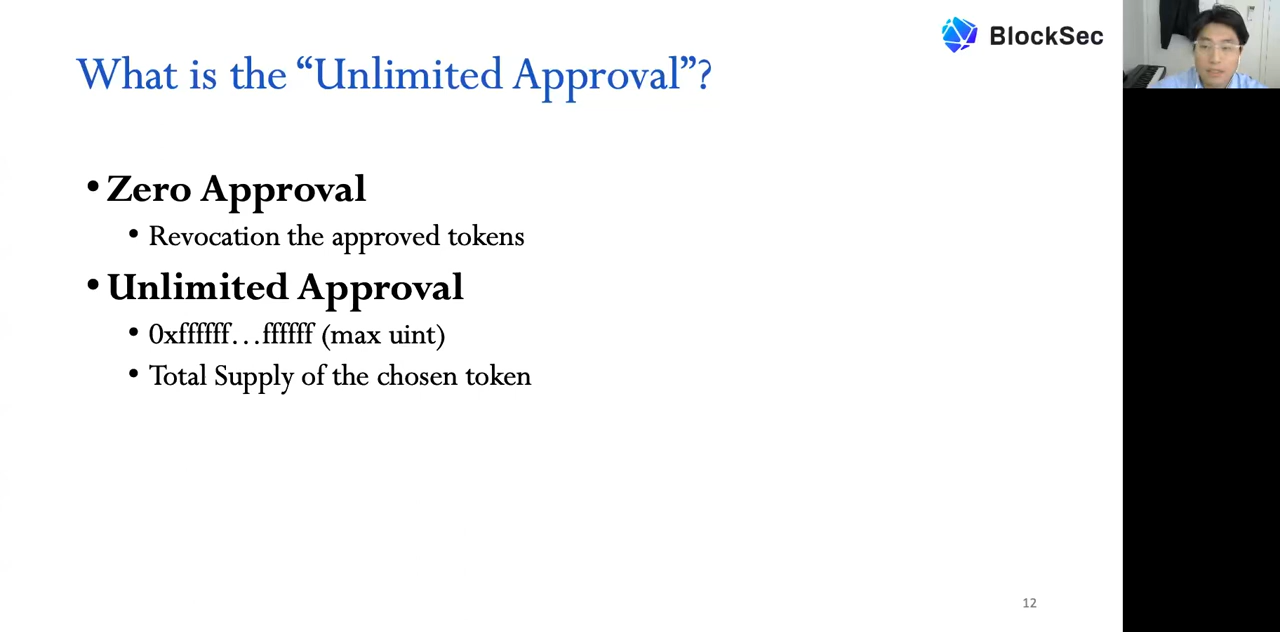 BlockSec
What is the “Unlimited Approval”?
• Zero Approval
• Revocation the approved tokens
• Unlimited Approval
• 0xffffff…ffffff (max uint)
• Total Supply of the chosen token
12